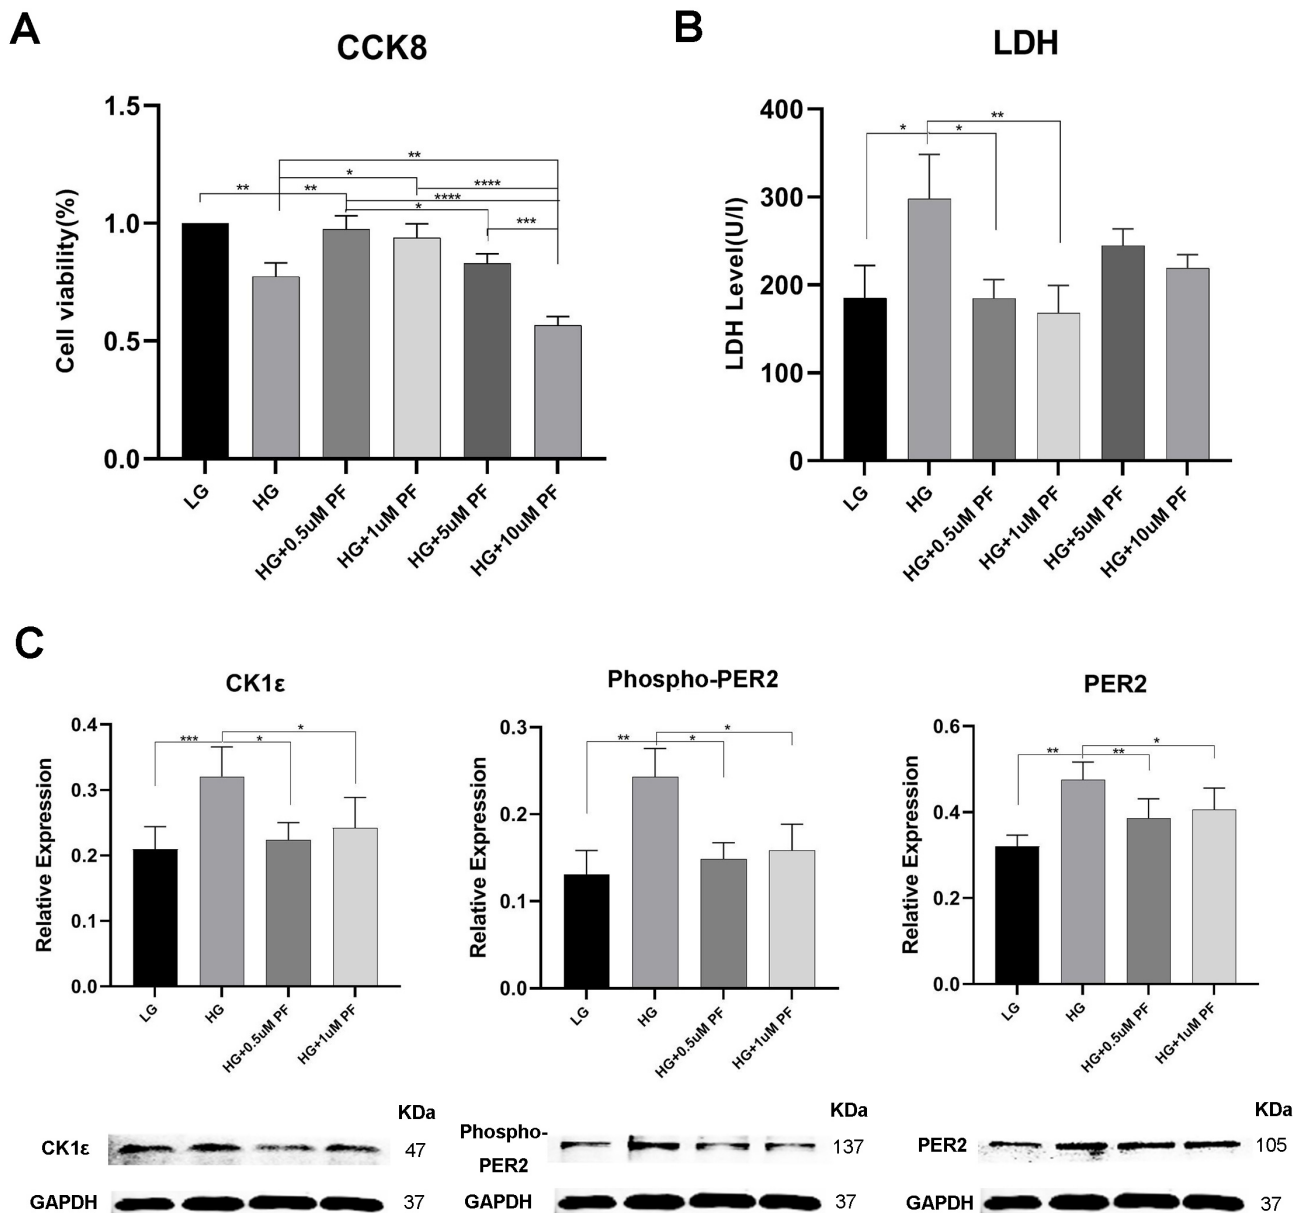 A
CCK8
Cell viability(%)
1.5
1.0
0.5
0.0
**
*
****
** **
****
*
***
LG
HG
HG+0.5uM PF
HG+1uM PF
HG+5uM PF
HG+10uM PF
B
LDH
LDH Level(U/l)
400
300
200
100
0
**
* *
LG
HG
HG+0.5uM PF
HG+1uM PF
HG+5uM PF
HG+10uM PF
C
CK1ε
Relative Expression
0.4
0.3
0.2
0.1
0.0
*
*** *
LG
HG
HG+0.5uM PF
HG+1uM PF
Phospho-PER2
Relative Expression
0.3
0.2
0.1
0.0
*
** *
LG
HG
HG+0.5uM PF
HG+1uM PF
PER2
Relative Expression
0.6
0.4
0.2
0.0
*
** **
LG
HG
HG+0.5uM PF
HG+1uM PF
KDa
CK1ε 47
GAPDH 37
KDa
Phospho-
PER2 137
GAPDH 37
KDa
PER2 105
GAPDH 37